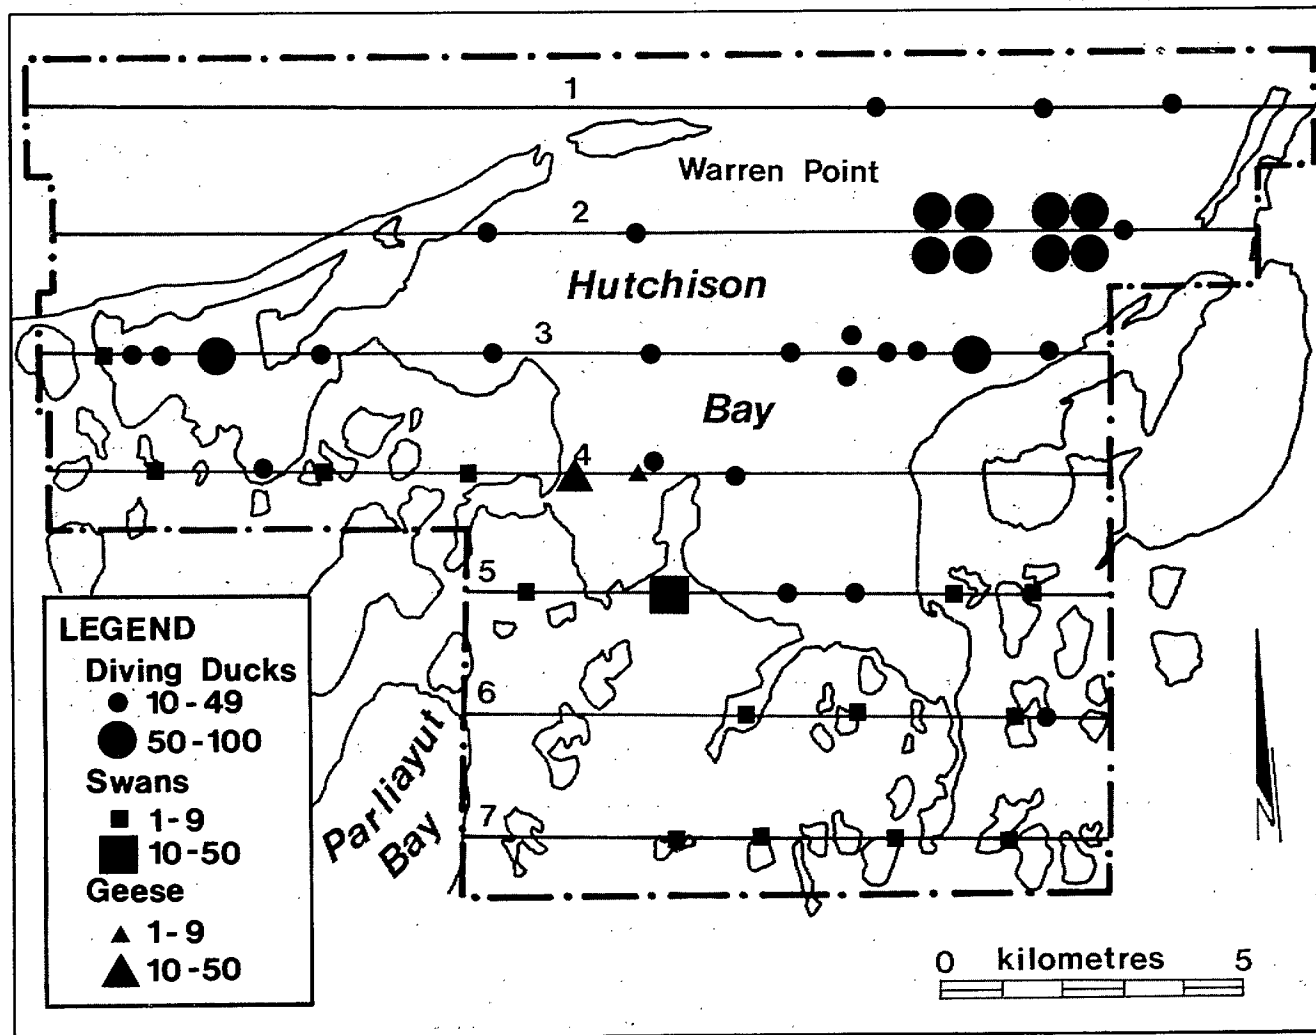 1
Warren Point
2
Hutchison
3
Bay
4
5
6
7
Parliayut
Bay
LEGEND
Diving Ducks
10-49
50-100
Swans
1-9
10-50
Geese
1-9
10-50
0 kilometres 5